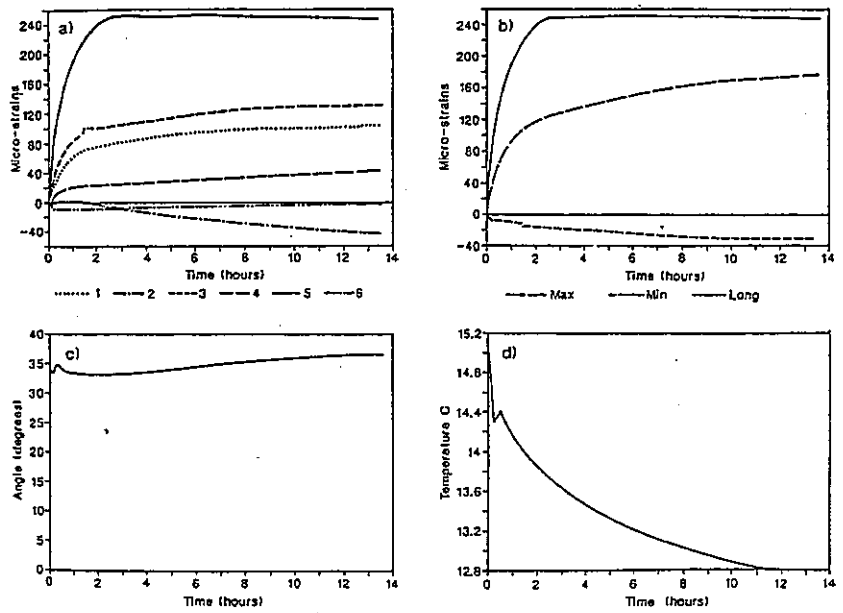 a)
240
200
160
120
80
40
0
-40
Micro-strains
0 2 4 6 8 10 12 14
Time (hours)
1 2 3 4 5 6
b)
240
200
160
120
80
40
0
-40
Micro-strains
0 2 4 6 8 10 12 14
Time (hours)
Max Min Long
c)
40
35
30
25
20
15
10
5
0
Angle (degrees)
0 2 4 6 8 10 12 14
Time (hours)
d)
15.2
14.8
14.4
14
13.6
13.2
12.8
Temperature C
0 2 4 6 8 10 12 14
Time (hours)